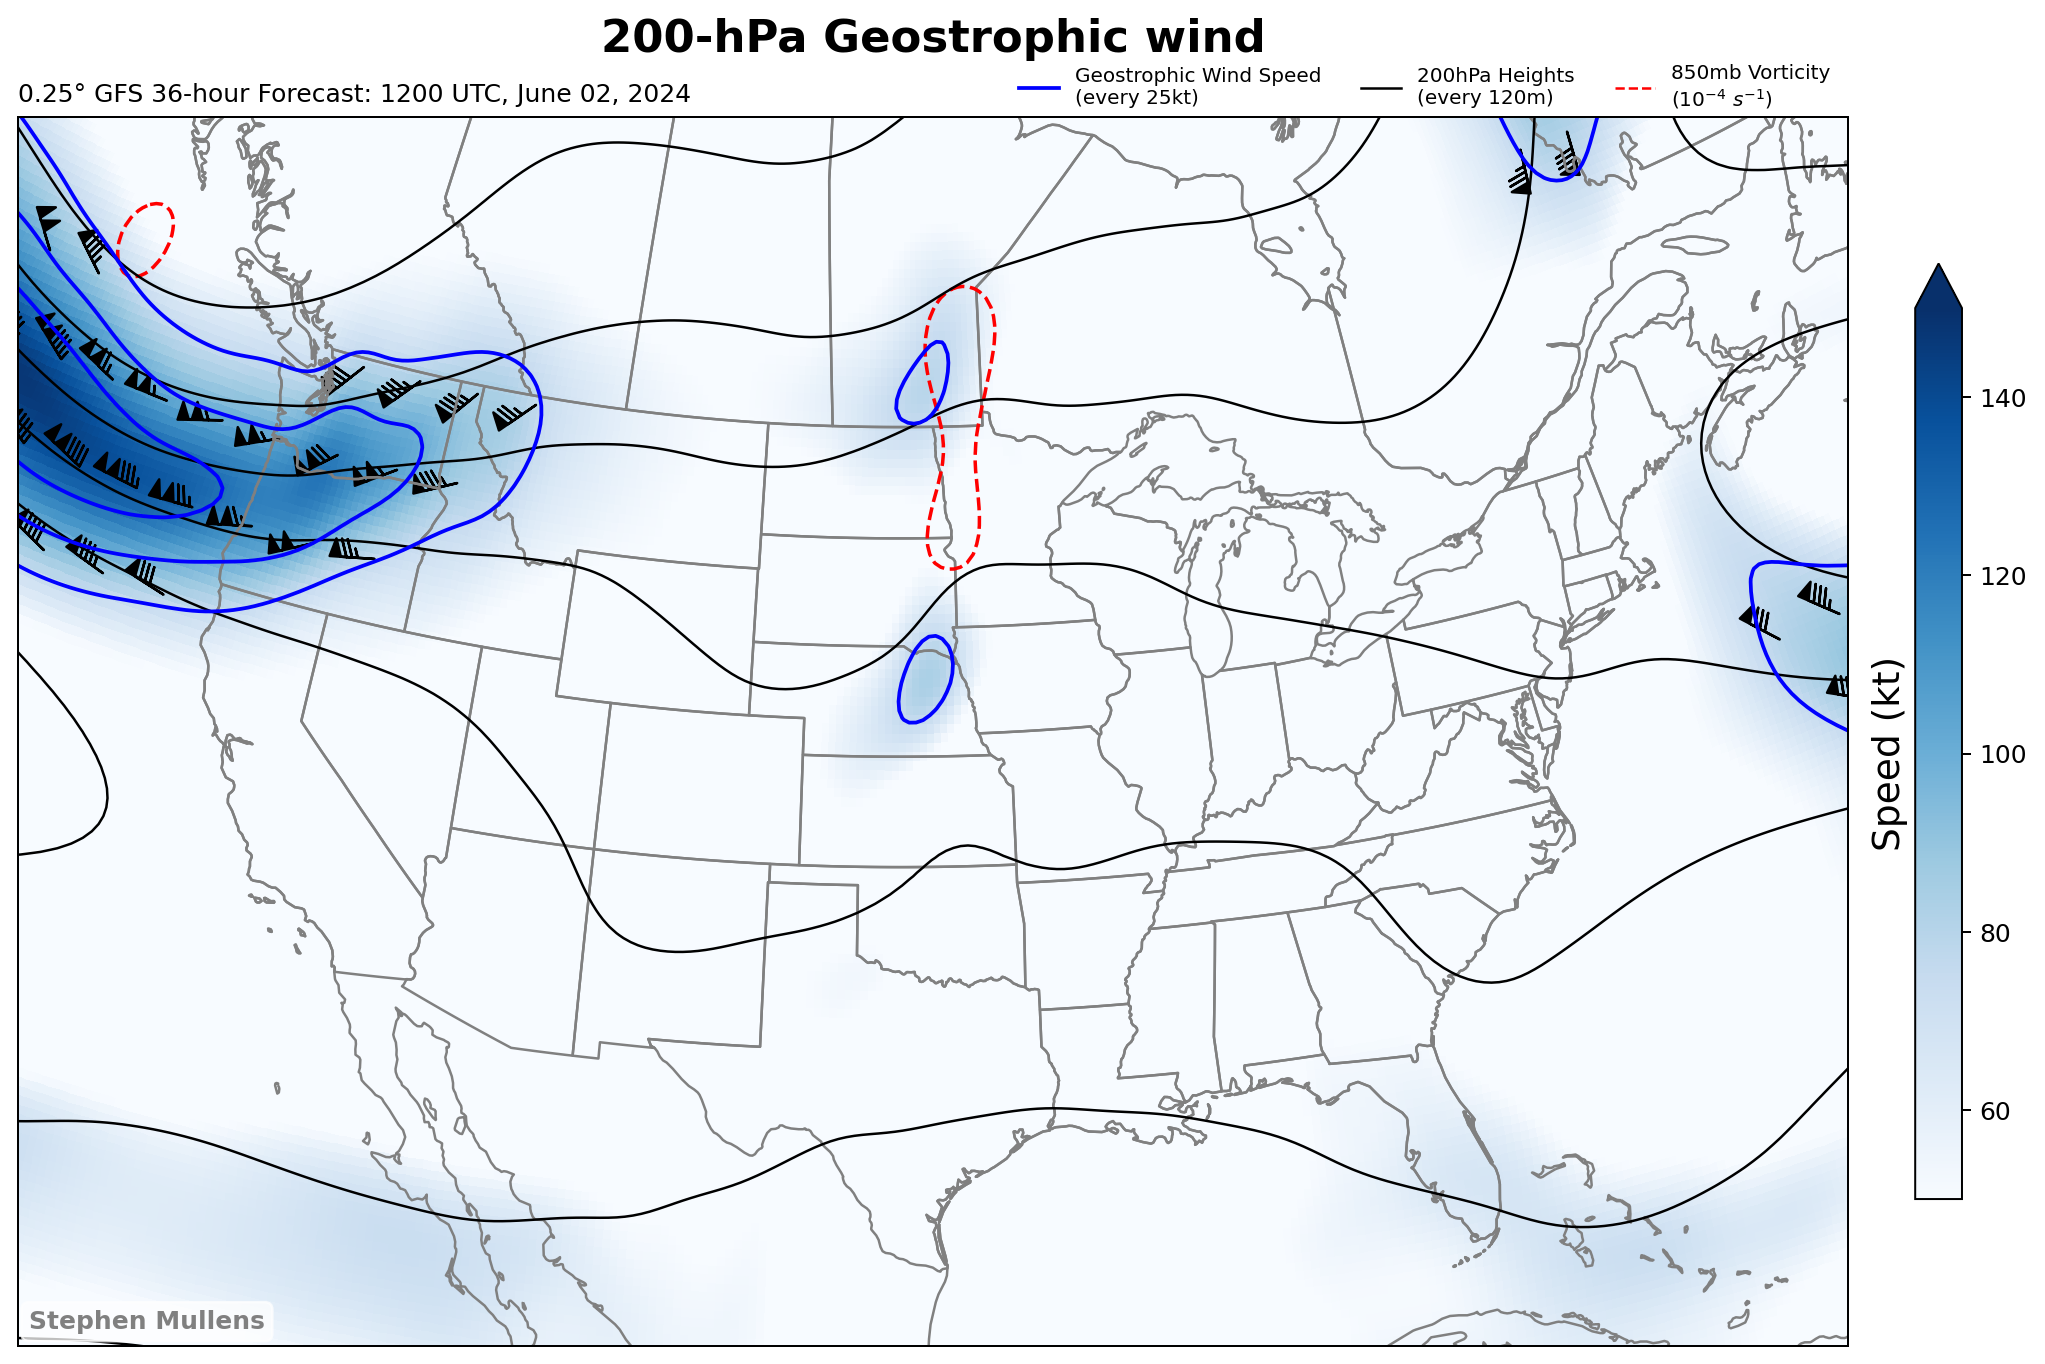 200-hPa Geostrophic wind
0.25° GFS 36-hour Forecast: 1200 UTC, June 02, 2024
Geostrophic Wind Speed
(every 25kt)
200hPa Heights
(every 120m)
850mb Vorticity
(10⁻⁴ s⁻¹)
140
120
100
80
60
Speed (kt)
Stephen Mullens